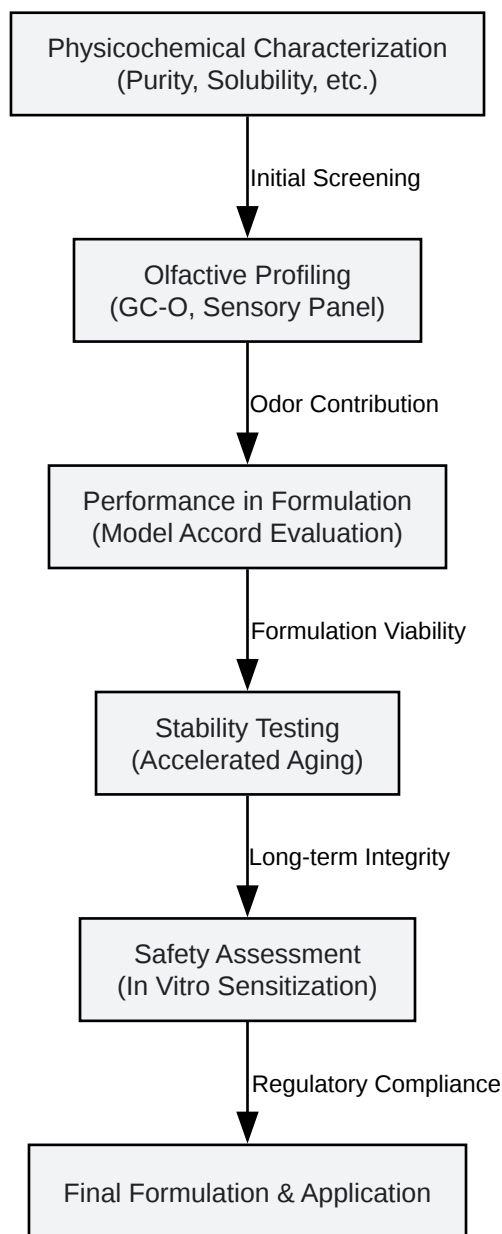 Physicochemical Characterization
(Purity, Solubility, etc.)
Initial Screening
Olfactive Profiling
(GC-O, Sensory Panel)
Odor Contribution
Performance in Formulation
(Model Accord Evaluation)
Formulation Viability
Stability Testing
(Accelerated Aging)
Long-term Integrity
Safety Assessment
(In Vitro Sensitization)
Regulatory Compliance
Final Formulation & Application